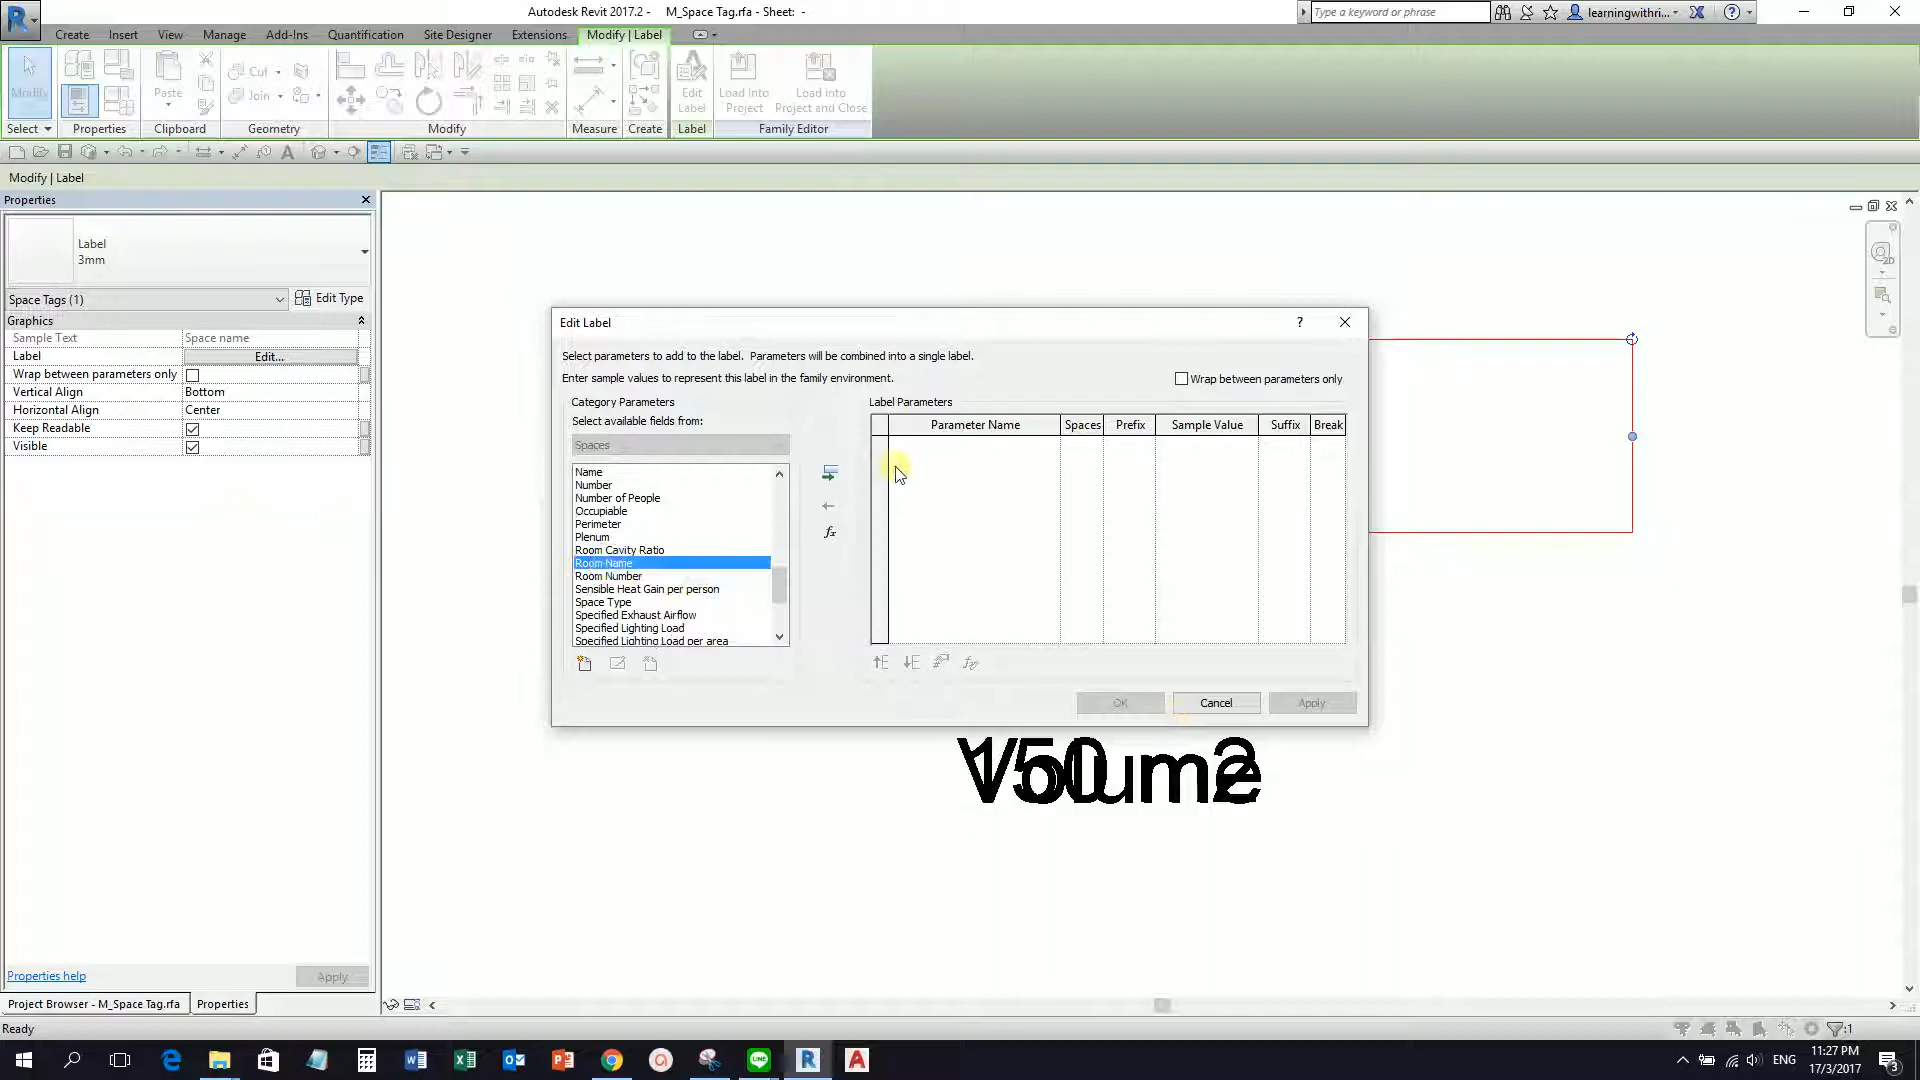 Autodesk Revit 2017.2 - M_Space Tag.rfa - Sheet: -
Type a keyword or phrase
learningwithri...
Create Insert View Manage Add-Ins Quantification Site Designer Extensions Modify | Label
Modify
Paste
Cut
Join
Edit Label
Load into Project
Load into Project and Close
Select Properties Clipboard Geometry Modify Measure Create Label Family Editor
Modify | Label
Properties
Label
3mm
Space Tags (1)
Edit Type
Graphics
Sample Text Space name
Label Edit...
Wrap between parameters only
Vertical Align Bottom
Horizontal Align Center
Keep Readable
Visible
Edit Label
Select parameters to add to the label. Parameters will be combined into a single label.
Enter sample values to represent this label in the family environment.
Wrap between parameters only
Category Parameters
Label Parameters
Select available fields from:
Spaces
Parameter Name Spaces Prefix Sample Value Suffix Break
Name
Number
Number of People
Occupiable
Perimeter
Plenum
Room Cavity Ratio
Room Name
Room Number
Sensible Heat Gain per person
Space Type
Specified Exhaust Airflow
Specified Lighting Load
Specified Lighting Load per area
OK Cancel Apply
Properties help
Apply
Project Browser - M_Space Tag.rfa Properties
Ready
:1
ENG
11:27 PM
17/3/2017
3